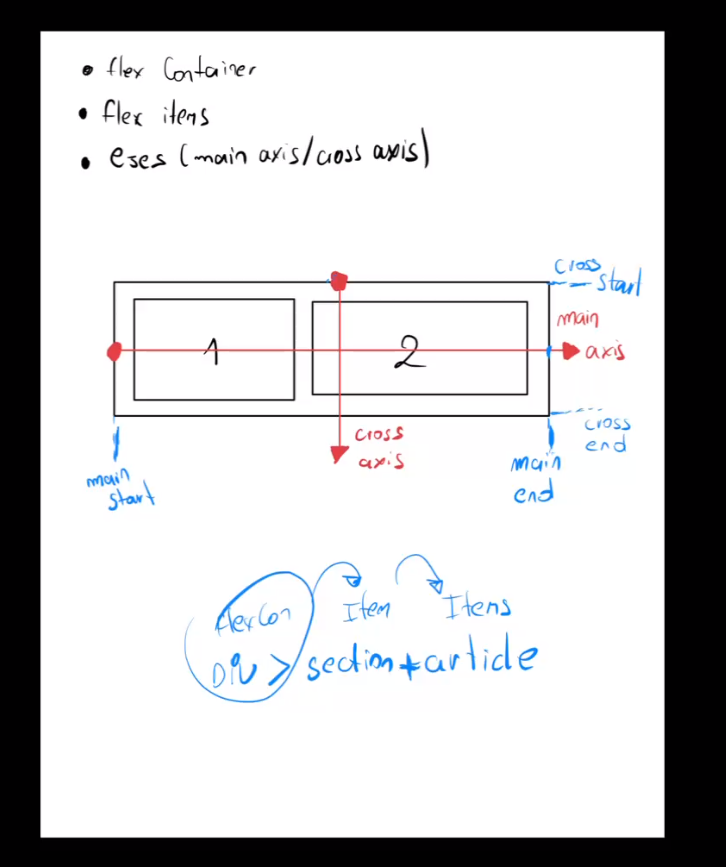 • flex Container
• flex items
• eses (main axis/cross axis)
cross
start
main
axis
1
2
cross
end
cross
axis
main
start
main
end
flexCon
Item
Items
Div > section + article